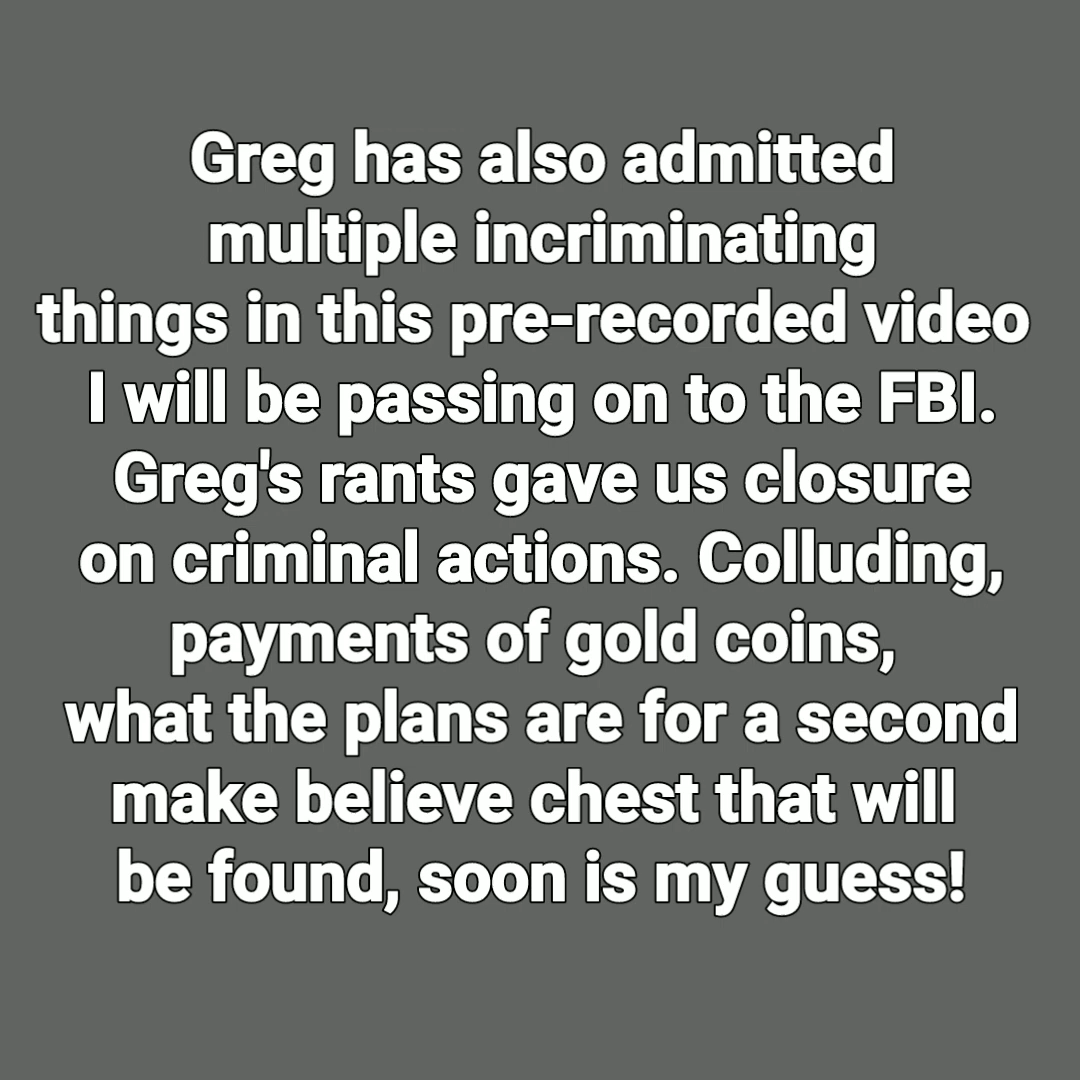 Greg has also admitted
multiple incriminating
things in this pre-recorded video
I will be passing on to the FBI.
Greg's rants gave us closure
on criminal actions. Colluding,
payments of gold coins,
what the plans are for a second
make believe chest that will
be found, soon is my guess!